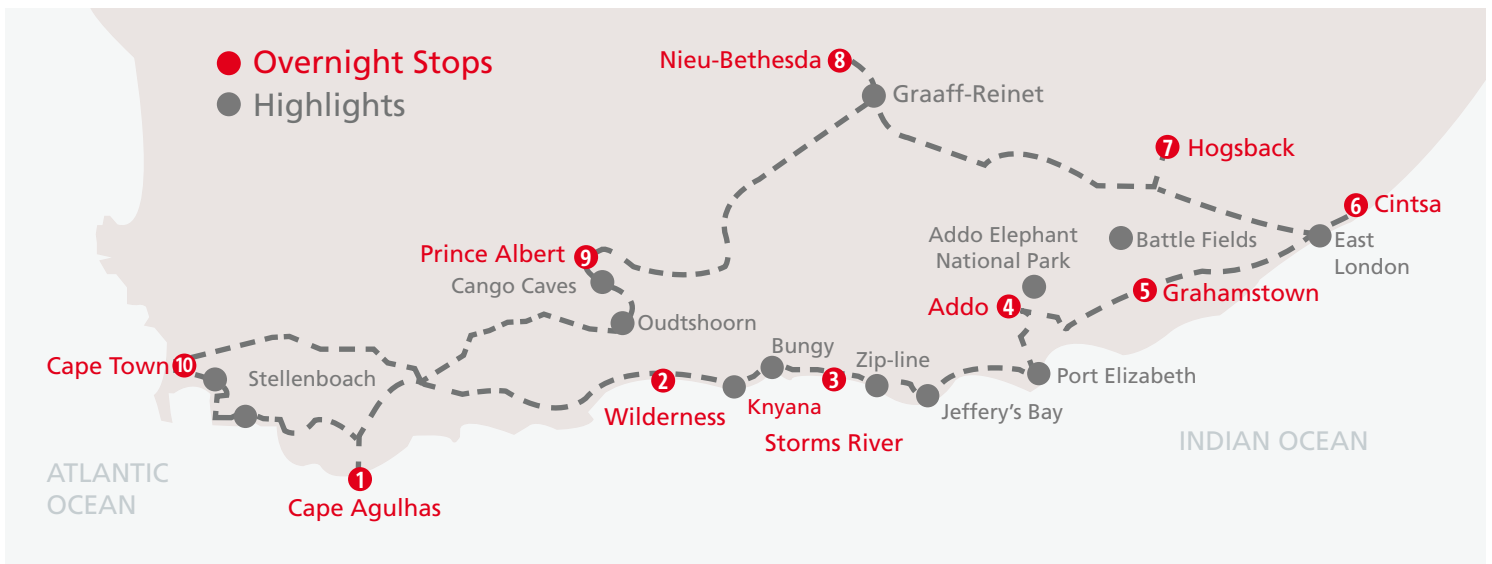 Overnight Stops
Highlights
Nieu-Bethesda 8
Graaff-Reinet
7 Hogsback
6 Cintsa
East
London
Battle Fields
Addo Elephant
National Park
5 Grahamstown
Addo 4
Prince Albert 9
Cango Caves
Oudtshoorn
Cape Town 10
Stellenboach
2
Wilderness
Bungy
Knyana
3
Storms River
Zip-line
Jeffery's Bay
Port Elizabeth
1
Cape Agulhas
ATLANTIC
OCEAN
INDIAN OCEAN